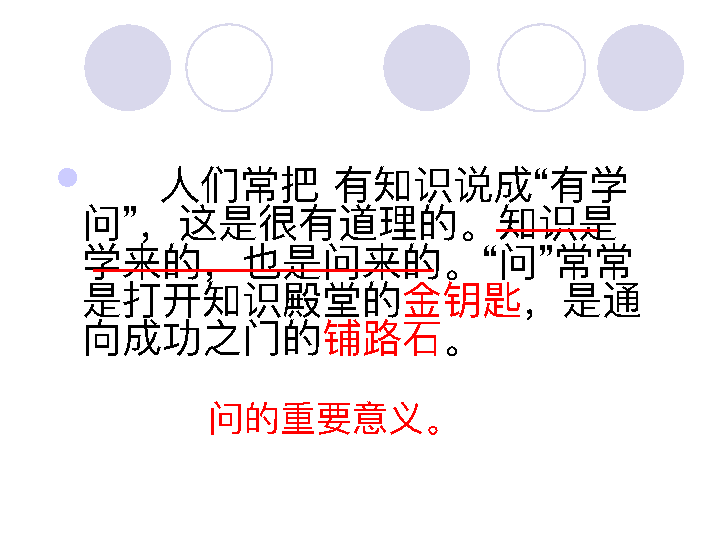 人们常把 有知识说成“有学
问”，这是很有道理的。知识是
学来的，也是问来的。“问”常常
是打开知识殿堂的金钥匙，是通
向成功之门的铺路石。
问的重要意义。